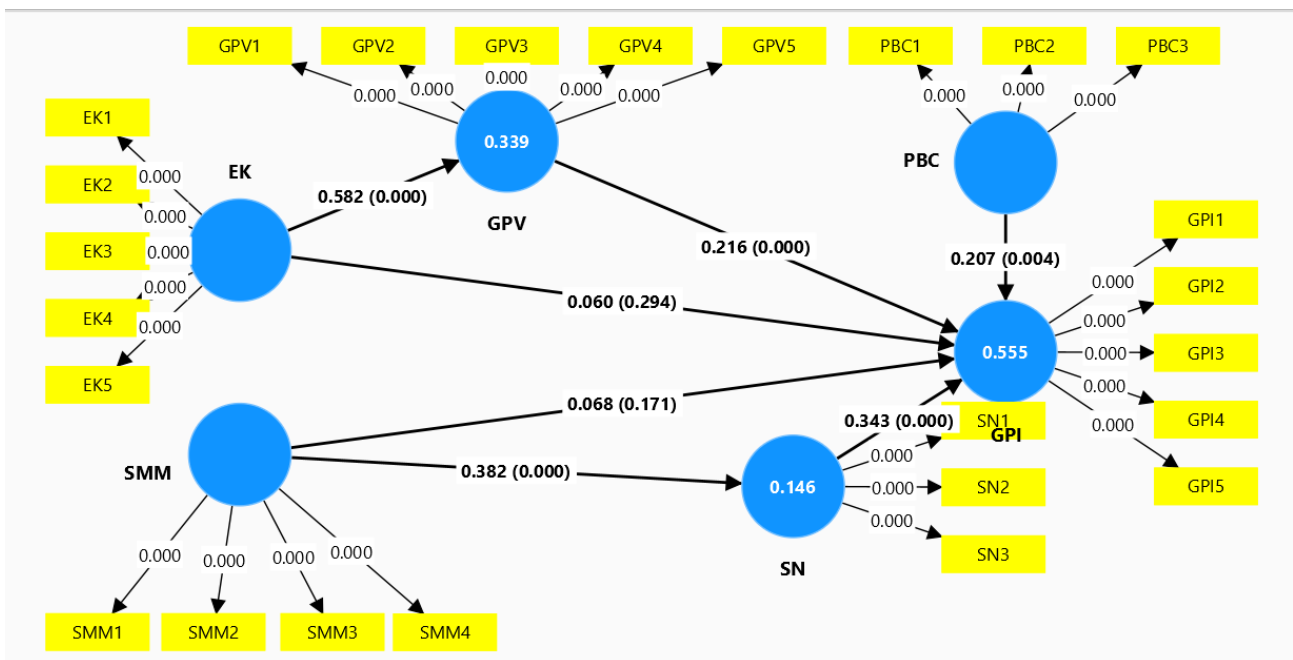 GPV1 GPV2 GPV3 GPV4 GPV5 PBC1 PBC2 PBC3
0.000
0.000 0.000 0.000 0.000 0.000 0.000 0.000
EK1
0.339
EK
PBC
0.000
EK2
0.582 (0.000)
0.000
GPV
GPI1
EK3 0.000
0.216 (0.000)
0.207 (0.004)
0.000
EK4
0.000
0.060 (0.294)
GPI2
0.000
0.000
0.555
0.000
GPI3
EK5
0.000
0.068 (0.171)
GPI4
0.343 (0.000)
SN1
GPI
0.000
SMM
0.382 (0.000)
0.000
0.146
0.000
SN2
GPI5
0.000
SN3
SN
0.000 0.000 0.000 0.000
SMM1 SMM2 SMM3 SMM4